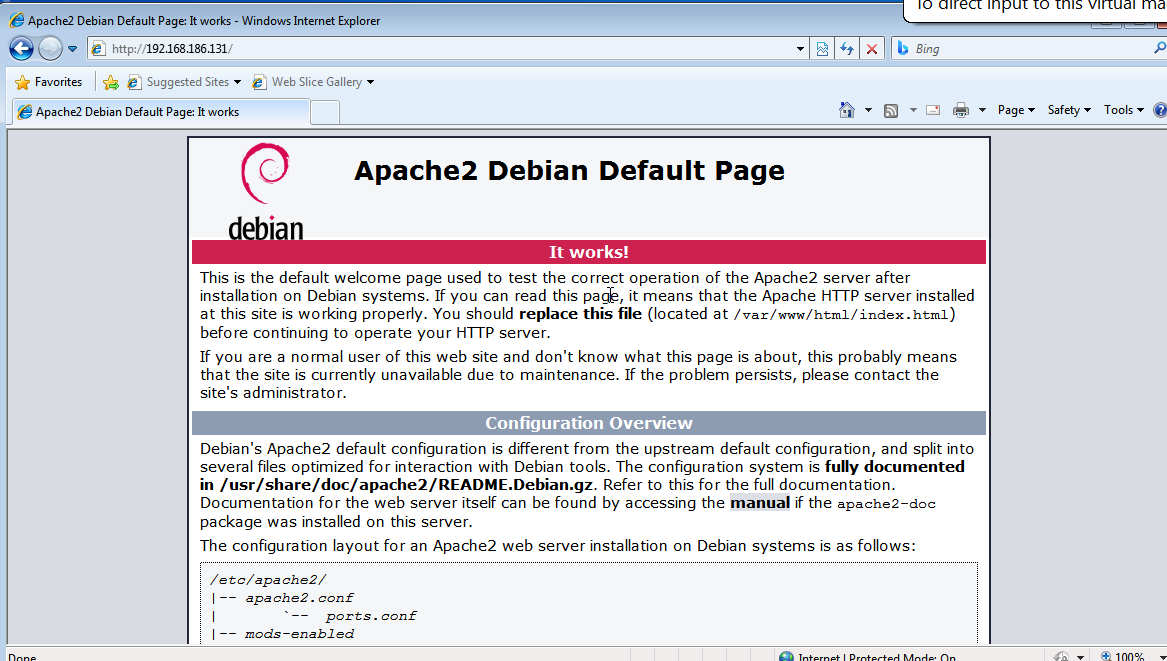 Apache2 Debian Default Page: It works - Windows Internet Explorer
To direct input to this virtual ma
http://192.168.186.131/
Bing
Favorites
Suggested Sites
Web Slice Gallery
Apache2 Debian Default Page: It works
Page
Safety
Tools
debian
Apache2 Debian Default Page
It works!
This is the default welcome page used to test the correct operation of the Apache2 server after
installation on Debian systems. If you can read this page, it means that the Apache HTTP server installed
at this site is working properly. You should replace this file (located at /var/www/html/index.html)
before continuing to operate your HTTP server.
If you are a normal user of this web site and don't know what this page is about, this probably means
that the site is currently unavailable due to maintenance. If the problem persists, please contact the
site's administrator.
Configuration Overview
Debian's Apache2 default configuration is different from the upstream default configuration, and split into
several files optimized for interaction with Debian tools. The configuration system is fully documented
in /usr/share/doc/apache2/README.Debian.gz. Refer to this for the full documentation.
Documentation for the web server itself can be found by accessing the manual if the apache2-doc
package was installed on this server.
The configuration layout for an Apache2 web server installation on Debian systems is as follows:
/etc/apache2/
|-- apache2.conf
|       `--  ports.conf
|-- mods-enabled
Done
Internet | Protected Mode: On
100%